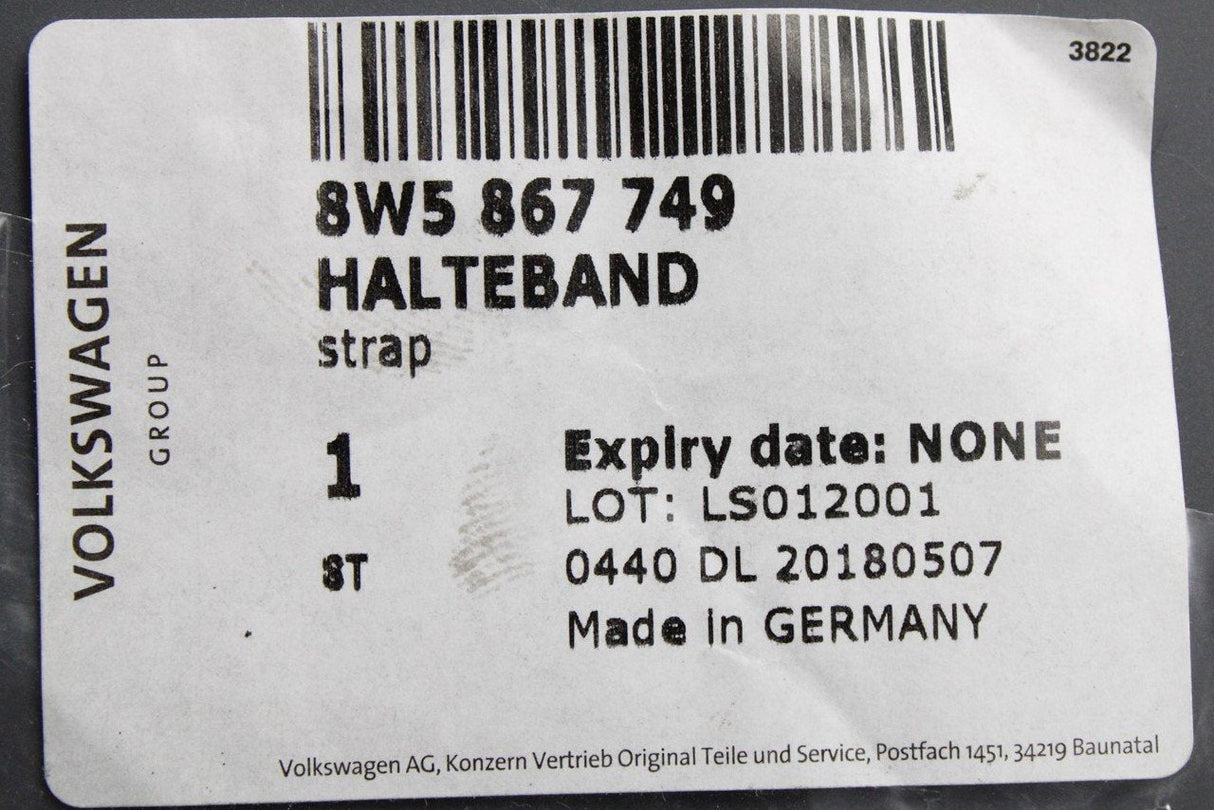 3822
8W5 867 749
HALTEBAND
strap
1
ST
Expiry date: NONE
LOT: LS012001
0440 DL 20180507
Made in GERMANY
VOLKSWAGEN
GROUP
Volkswagen AG, Konzern Vertrieb Original Teile und Service, Postfach 1451, 34219 Baunatal